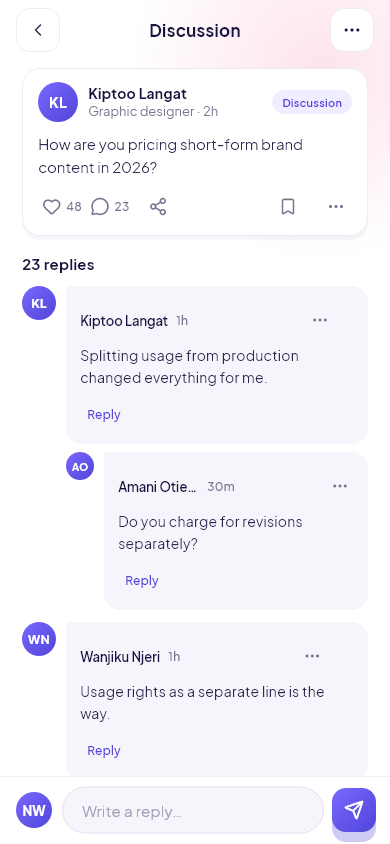 Discussion
KL
Kiptoo Langat
Graphic designer · 2h
Discussion
How are you pricing short-form brand
content in 2026?
48
23
23 replies
KL
Kiptoo Langat 1h
Splitting usage from production
changed everything for me.
Reply
AO
Amani Otie… 30m
Do you charge for revisions
separately?
Reply
WN
Wanjiku Njeri 1h
Usage rights as a separate line is the
way.
Reply
NW
Write a reply…